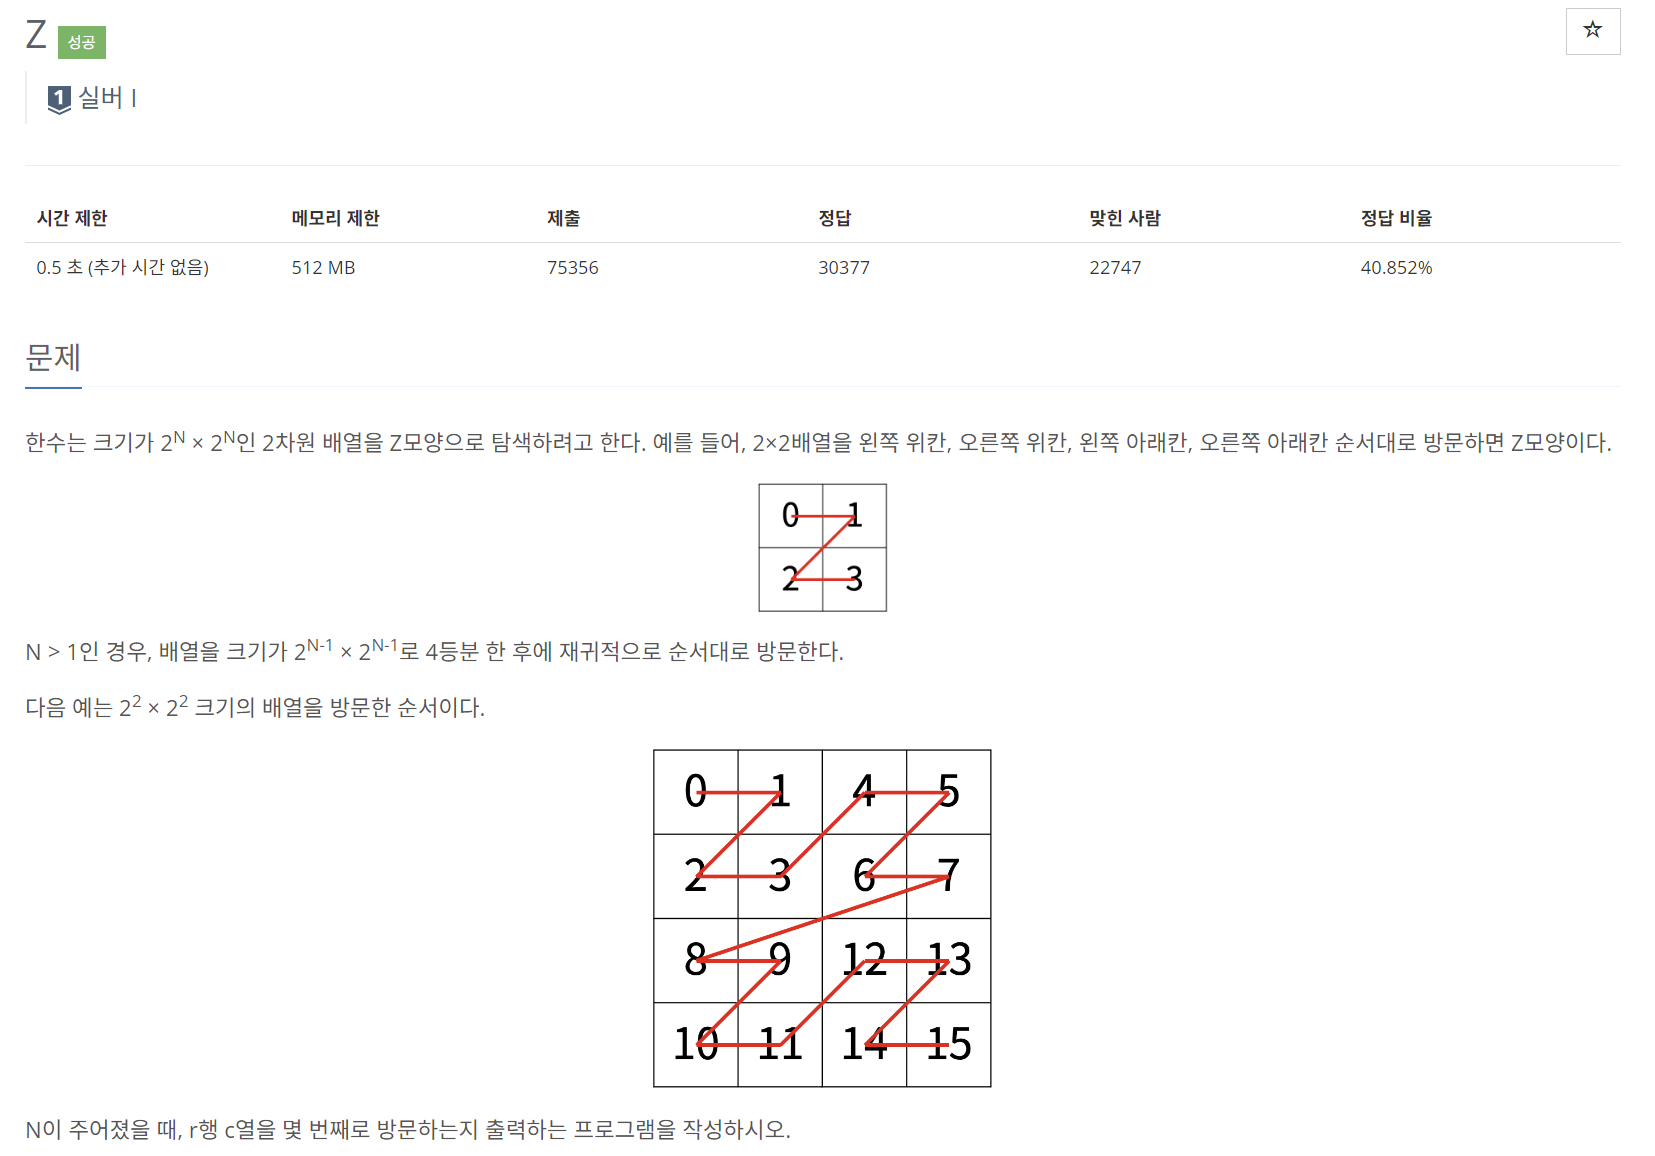 Z 성공
1 실버 I
시간 제한 메모리 제한 제출 정답 맞힌 사람 정답 비율
0.5 초 (추가 시간 없음) 512 MB 75356 30377 22747 40.852%
문제
한수는 크기가 2^N × 2^N인 2차원 배열을 Z모양으로 탐색하려고 한다. 예를 들어, 2×2배열을 왼쪽 위칸, 오른쪽 위칸, 왼쪽 아래칸, 오른쪽 아래칸 순서대로 방문하면 Z모양이다.
0 1
2 3
N > 1인 경우, 배열을 크기가 2^N-1 × 2^N-1로 4등분 한 후에 재귀적으로 순서대로 방문한다.
다음 예는 2^2 × 2^2 크기의 배열을 방문한 순서이다.
0 1 4 5
2 3 6 7
8 9 12 13
10 11 14 15
N이 주어졌을 때, r행 c열을 몇 번째로 방문하는지 출력하는 프로그램을 작성하시오.